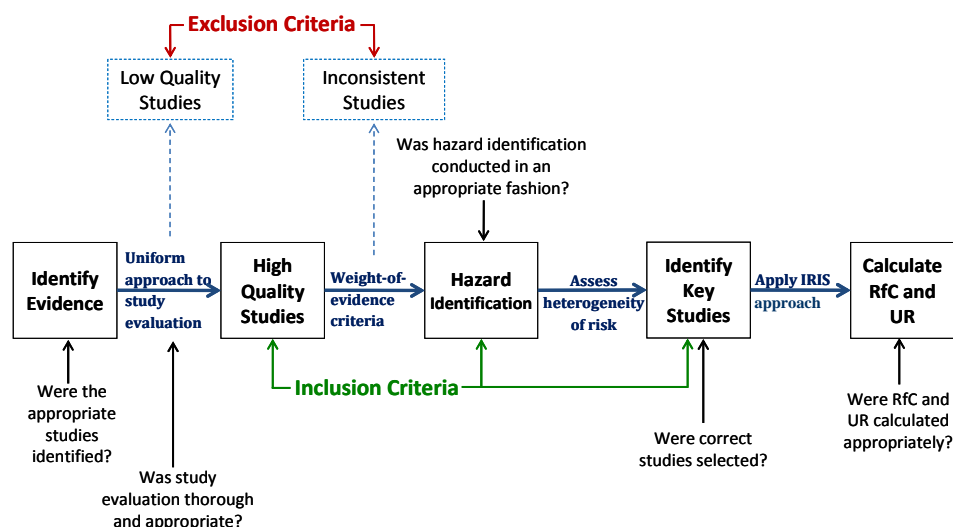 Exclusion Criteria
Low Quality
Studies
Inconsistent
Studies
Was hazard identification
conducted in an
appropriate fashion?
Identify
Evidence
Uniform
approach to
study
evaluation
High
Quality
Studies
Weight-of-
evidence
criteria
Hazard
Identification
Assess
heterogeneity
of risk
Identify
Key
Studies
Apply IRIS
approach
Calculate
RfC and
UR
Inclusion Criteria
Were the
appropriate
studies
identified?
Was study
evaluation thorough
and appropriate?
Were correct
studies selected?
Were RfC and
UR calculated
appropriately?